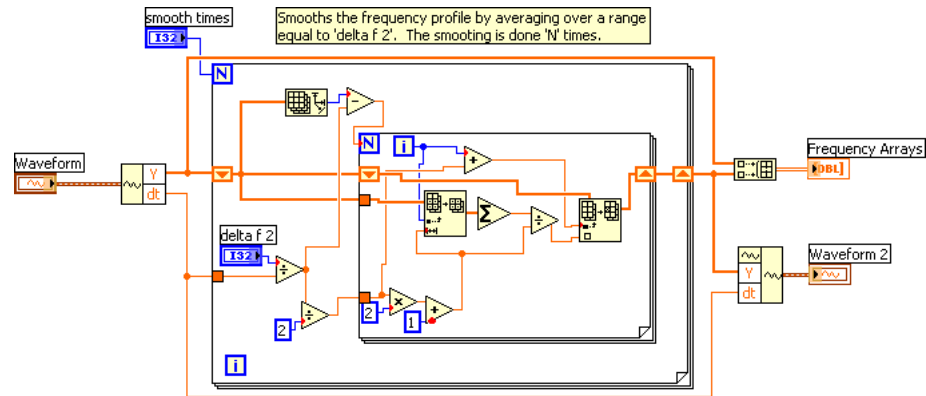 smooth times
I32
Smooths the frequency profile by averaging over a range
equal to 'delta f 2'. The smooting is done 'N' times.
N
N
i
Waveform
Y
dt
Frequency Arrays
DBL
delta f 2
I32
2
2
1
Waveform 2
Y
dt
i